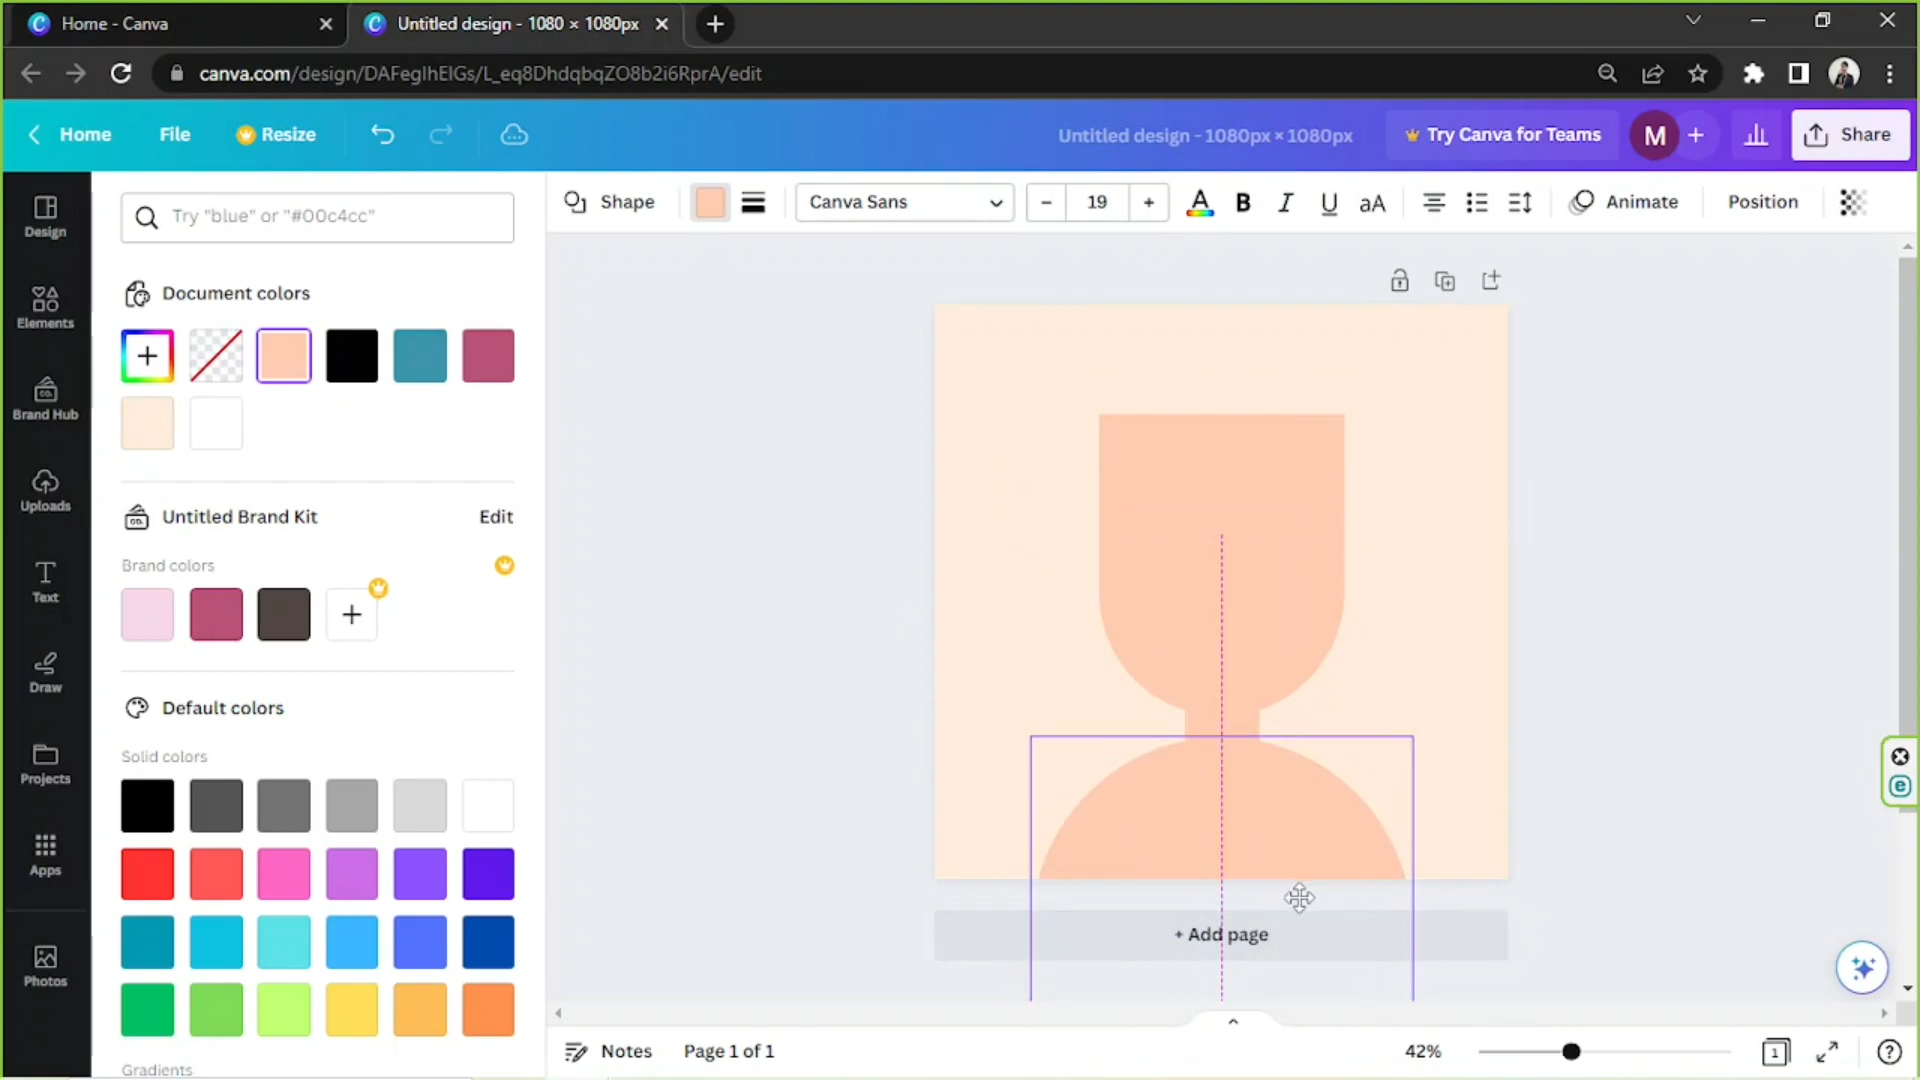 Home - Canva
Untitled design - 1080 × 1080px
canva.com/design/DAFeglhElGs/L_eq8DhdqbqZO8b2i6RprA/edit
Home
File
Resize
Untitled design - 1080px × 1080px
Try Canva for Teams
M
Share
Design
Elements
Brand Hub
Uploads
Text
Draw
Projects
Apps
Photos
Try "blue" or "#00c4cc"
Document colors
Untitled Brand Kit
Edit
Brand colors
Default colors
Solid colors
Gradients
Shape
Canva Sans
19
Animate
Position
+ Add page
Notes
Page 1 of 1
42%
1